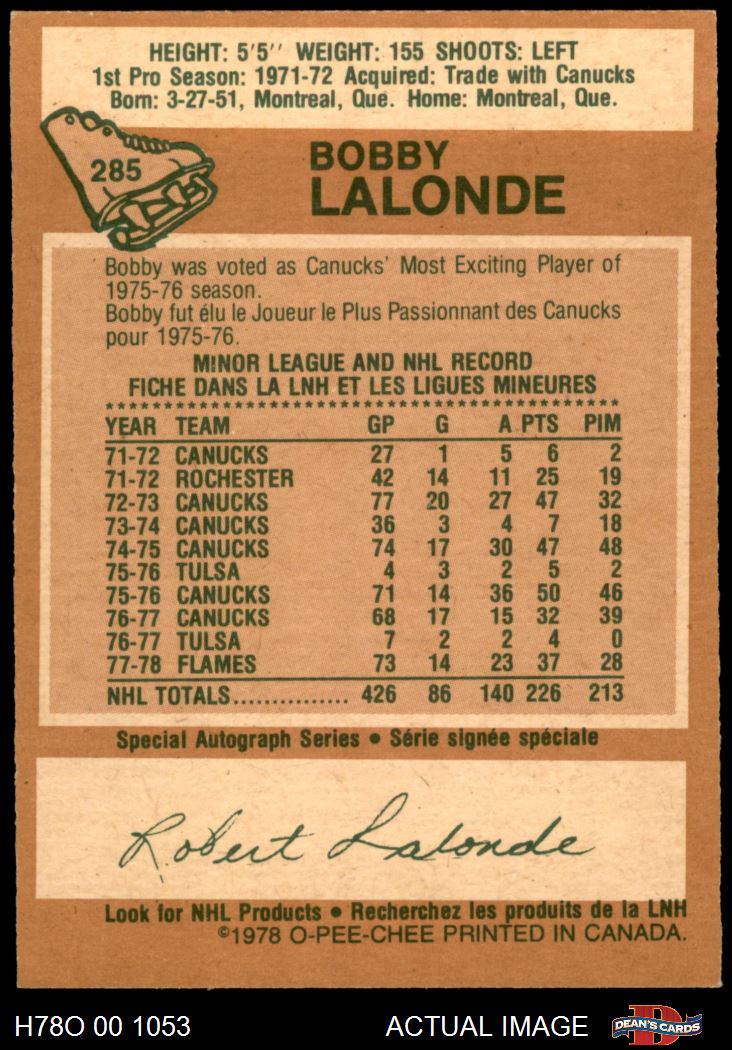 HEIGHT: 5'5'' WEIGHT: 155 SHOOTS: LEFT
1st Pro Season: 1971-72 Acquired: Trade with Canucks
Born: 3-27-51, Montreal, Que. Home: Montreal, Que.
285
BOBBY
LALONDE
Bobby was voted as Canucks' Most Exciting Player of
1975-76 season.
Bobby fut élu le Joueur le Plus Passionnant des Canucks
pour 1975-76.
MINOR LEAGUE AND NHL RECORD
FICHE DANS LA LNH ET LES LIGUES MINEURES
YEAR TEAM GP G A PTS PIM
71-72 CANUCKS 27 1 5 6 2
71-72 ROCHESTER 42 14 11 25 19
72-73 CANUCKS 77 20 27 47 32
73-74 CANUCKS 36 3 4 7 18
74-75 CANUCKS 74 17 30 47 48
75-76 TULSA 4 3 2 5 2
75-76 CANUCKS 71 14 36 50 46
76-77 CANUCKS 68 17 15 32 39
76-77 TULSA 7 2 2 4 0
77-78 FLAMES 73 14 23 37 28
NHL TOTALS............... 426 86 140 226 213
Special Autograph Series • Série signée spéciale
Robert Lalonde
Look for NHL Products • Recherchez les produits de la LNH
©1978 O-PEE-CHEE PRINTED IN CANADA.
H78O 00 1053 ACTUAL IMAGE D DEAN'S CARDS